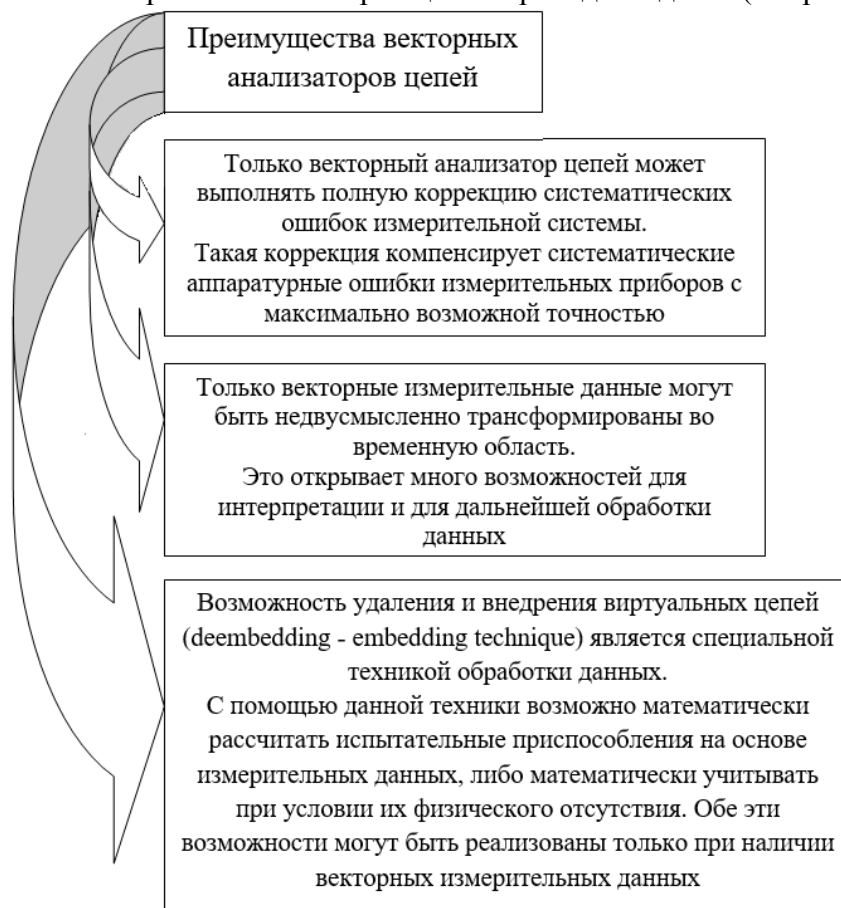 Преимущества векторных
анализаторов цепей
Только векторный анализатор цепей может
выполнять полную коррекцию систематических
ошибок измерительной системы.
Такая коррекция компенсирует систематические
аппаратурные ошибки измерительных приборов с
максимально возможной точностью
Только векторные измерительные данные могут
быть недвусмысленно трансформированы во
временную область.
Это открывает много возможностей для
интерпретации и для дальнейшей обработки
данных
Возможность удаления и внедрения виртуальных цепей
(deembedding - embedding technique) является специальной
техникой обработки данных.
С помощью данной техники возможно математически
рассчитать испытательные приспособления на основе
измерительных данных, либо математически учитывать
при условии их физического отсутствия. Обе эти
возможности могут быть реализованы только при наличии
векторных измерительных данных